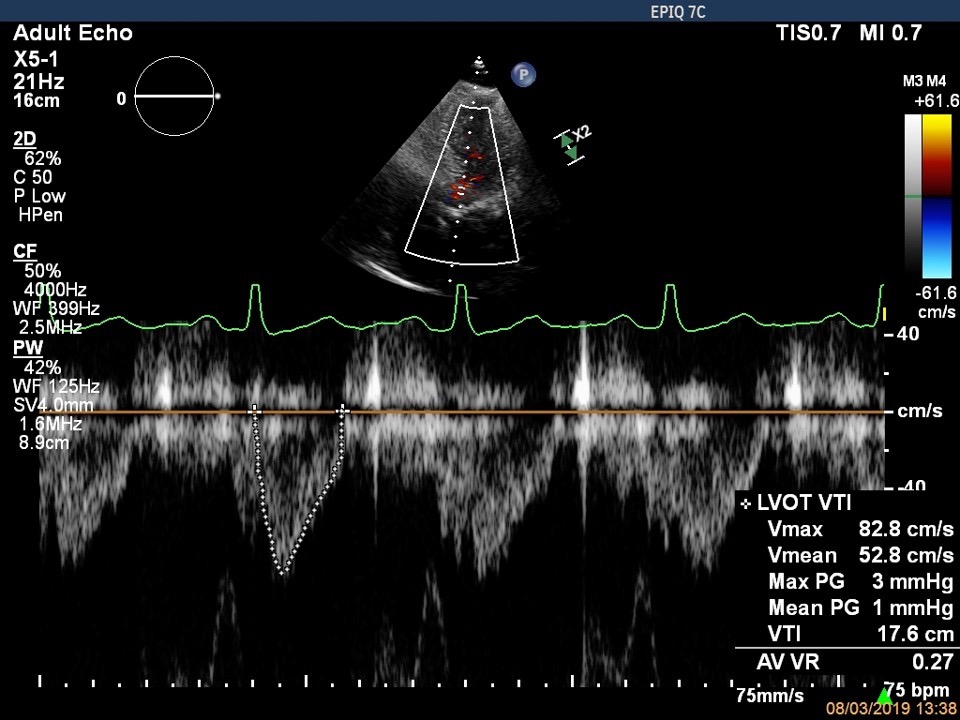 EPIQ 7C
Adult Echo
TIS0.7 MI 0.7
X5-1
21Hz
16cm
0
P
X2
M3 M4
+61.6
-61.6
cm/s
2D
62%
C 50
P Low
HPen
CF
50%
4000Hz
WF 399Hz
2.5MHz
PW
42%
WF 125Hz
SV4.0mm
1.6MHz
8.9cm
40
cm/s
-40
LVOT VTI
Vmax 82.8 cm/s
Vmean 52.8 cm/s
Max PG 3 mmHg
Mean PG 1 mmHg
VTI 17.6 cm
AV VR 0.27
75mm/s
75 bpm
08/03/2019 13:38